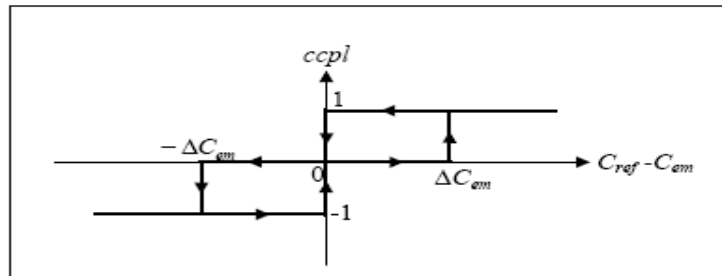 ccpl
1
− ΔC_em
0
ΔC_em
C_ref - C_em
-1